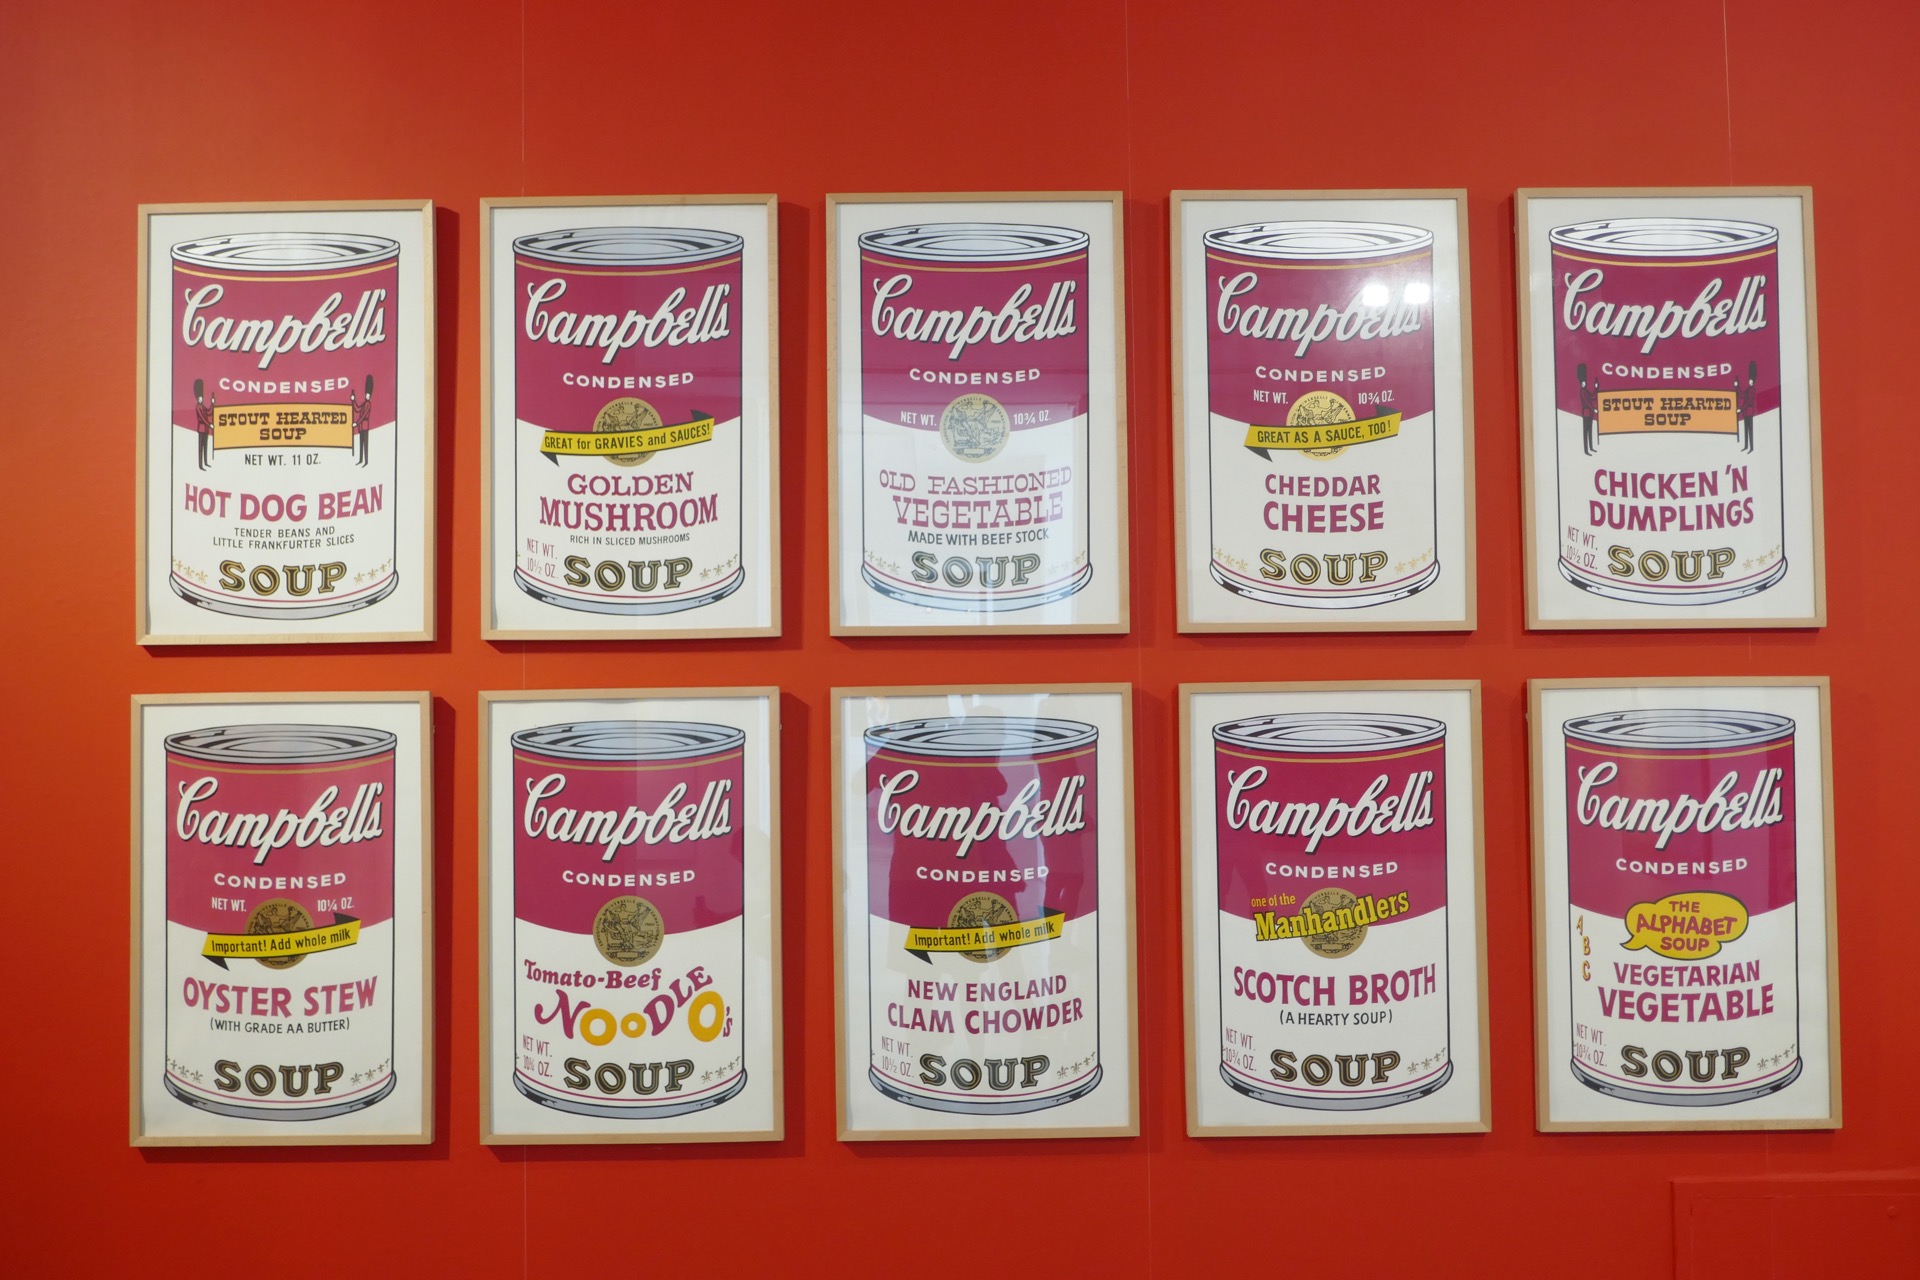 Campbell's
CONDENSED
STOUT HEARTED
SOUP
NET WT. 11 OZ.
HOT DOG BEAN
TENDER BEANS AND
LITTLE FRANKFURTER SLICES
SOUP
Campbell's
CONDENSED
GREAT for GRAVIES and SAUCES!
GOLDEN
MUSHROOM
RICH IN SLICED MUSHROOMS
NET WT.
10½ OZ.
SOUP
Campbell's
CONDENSED
NET WT. 10¾ OZ.
OLD FASHIONED
VEGETABLE
MADE WITH BEEF STOCK
SOUP
Campbell's
CONDENSED
NET WT. 10¾ OZ.
GREAT AS A SAUCE, TOO!
CHEDDAR
CHEESE
SOUP
Campbell's
CONDENSED
STOUT HEARTED
SOUP
CHICKEN 'N
DUMPLINGS
NET WT.
10½ OZ.
SOUP
Campbell's
CONDENSED
NET WT. 10¼ OZ.
Important! Add whole milk
OYSTER STEW
(WITH GRADE AA BUTTER)
SOUP
Campbell's
CONDENSED
Tomato-Beef
NOODLE O's
NET WT.
OZ.
SOUP
Campbell's
CONDENSED
Important! Add whole milk
NEW ENGLAND
CLAM CHOWDER
NET WT.
10½ OZ.
SOUP
Campbell's
CONDENSED
one of the
Manhandlers
SCOTCH BROTH
(A HEARTY SOUP)
NET WT.
10¾ OZ.
SOUP
Campbell's
CONDENSED
THE
ALPHABET
SOUP
A
B
C
VEGETARIAN
VEGETABLE
NET WT.
10¾ OZ.
SOUP